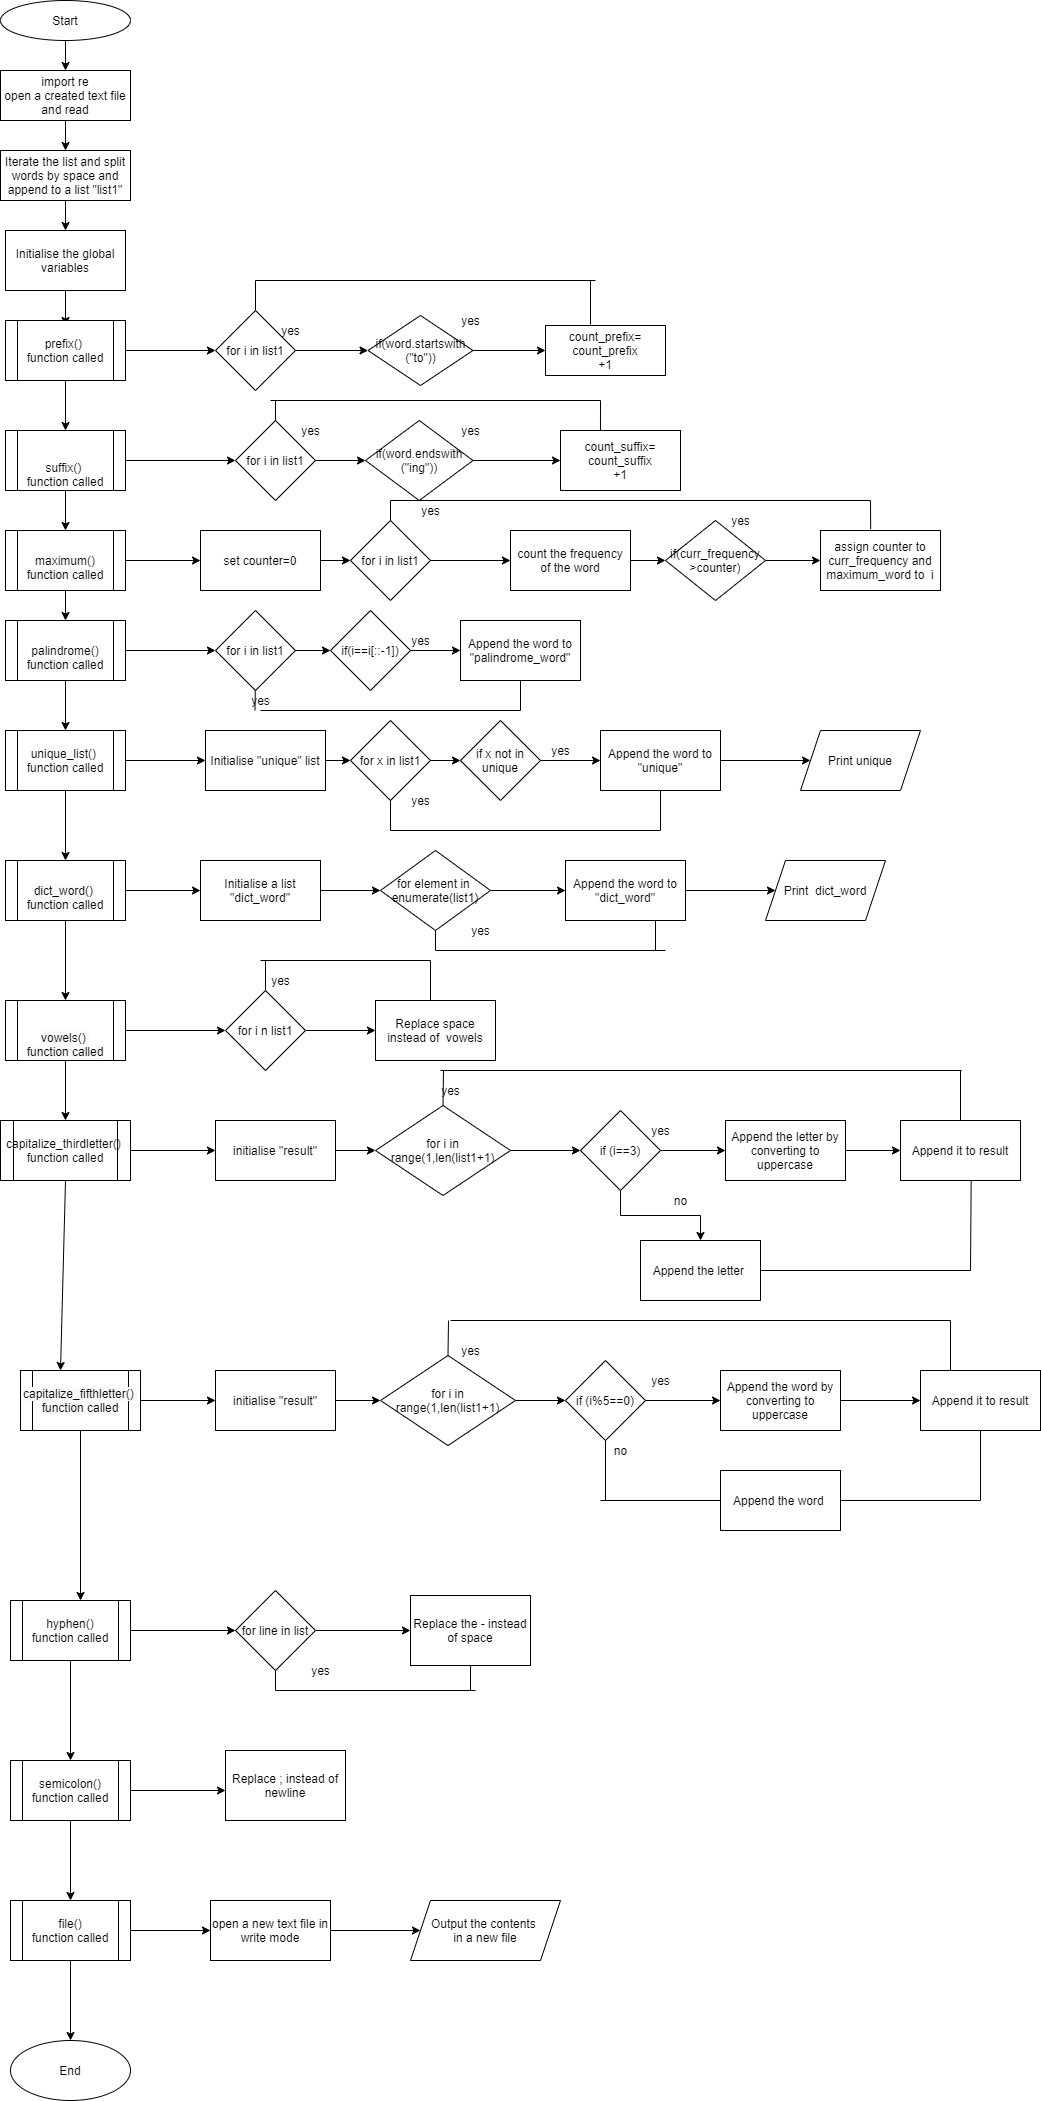 Start
import re
open a created text file
and read
Iterate the list and split
words by space and
append to a list "list1"
Initialise the global
variables
prefix()
function called
for i in list1
yes
if(word.startswith
("to"))
yes
count_prefix=
count_prefix
+1
suffix()
function called
for i in list1
yes
if(word.endswith
("ing"))
yes
count_suffix=
count_suffix
+1
maximum()
function called
set counter=0
for i in list1
yes
count the frequency
of the word
if(curr_frequency
>counter)
yes
assign counter to
curr_frequency and
maximum_word to i
palindrome()
function called
for i in list1
yes
if(i==i[::-1])
yes
Append the word to
"palindrome_word"
unique_list()
function called
Initialise "unique" list
for x in list1
yes
if x not in
unique
yes
Append the word to
"unique"
Print unique
dict_word()
function called
Initialise a list
"dict_word"
for element in
enumerate(list1)
yes
Append the word to
"dict_word"
Print dict_word
vowels()
function called
for i n list1
yes
Replace space
instead of vowels
capitalize_thirdletter()
function called
initialise "result"
for i in
range(1,len(list1+1)
yes
if (i==3)
yes
no
Append the letter by
converting to
uppercase
Append it to result
Append the letter
capitalize_fifthletter()
function called
initialise "result"
for i in
range(1,len(list1+1)
yes
if (i%5==0)
yes
no
Append the word by
converting to
uppercase
Append it to result
Append the word
hyphen()
function called
for line in list
yes
Replace the - instead
of space
semicolon()
function called
Replace ; instead of
newline
file()
function called
open a new text file in
write mode
Output the contents
in a new file
End